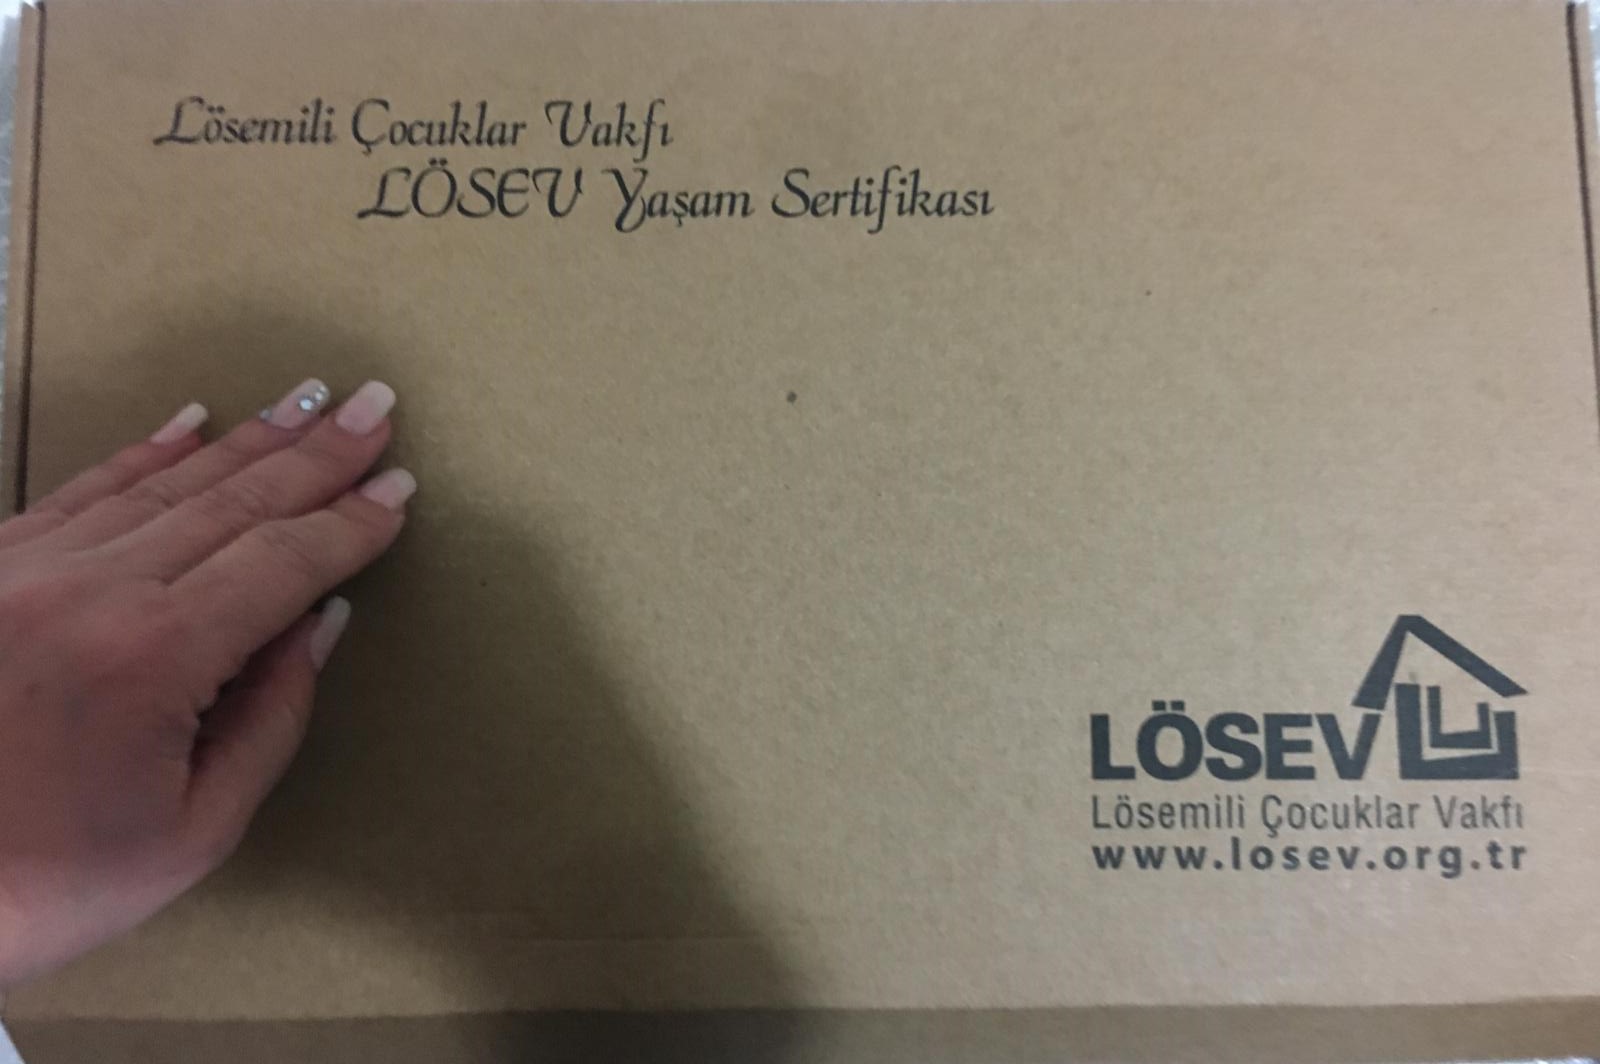 Lösemili Çocuklar Vakfı
LÖSEV Yaşam Sertifikası
LÖSEV
Lösemili Çocuklar Vakfı
www.losev.org.tr